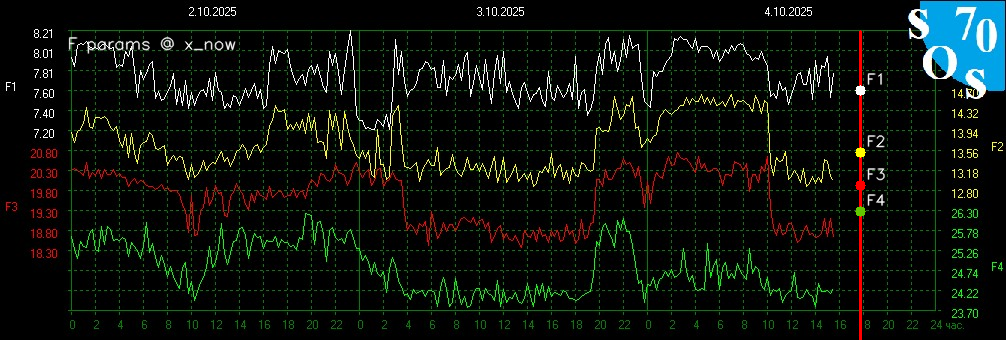 2.10.2025 3.10.2025 4.10.2025
F params @ x_now
8.21
8.01
7.81
7.60
7.40
7.20
F1
20.80
20.30
19.80
19.30
18.80
18.30
F3
F1
F2
F3
F4
SOS 70
14.70
14.32
13.94
13.56
13.18
12.80
F2
26.30
25.78
25.26
24.74
24.22
23.70
F4
0 2 4 6 8 10 12 14 16 18 20 22 0 2 4 6 8 10 12 14 16 18 20 22 0 2 4 6 8 10 12 14 16 8 20 22 24 час.